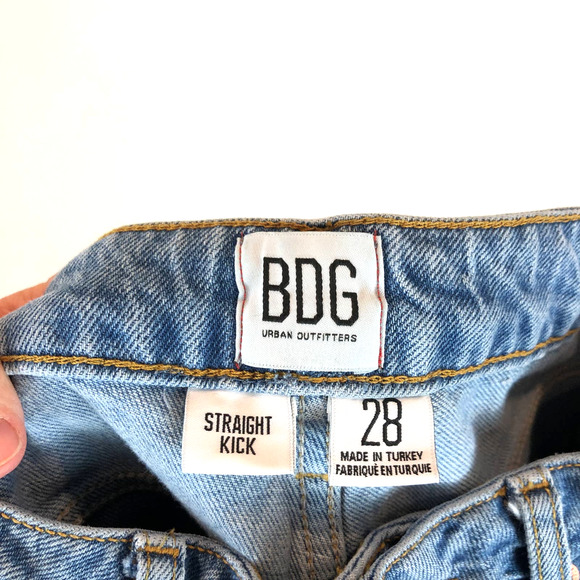 BDG
URBAN OUTFITTERS
STRAIGHT
KICK
28
MADE IN TURKEY
FABRIQUÉ EN TURQUIE